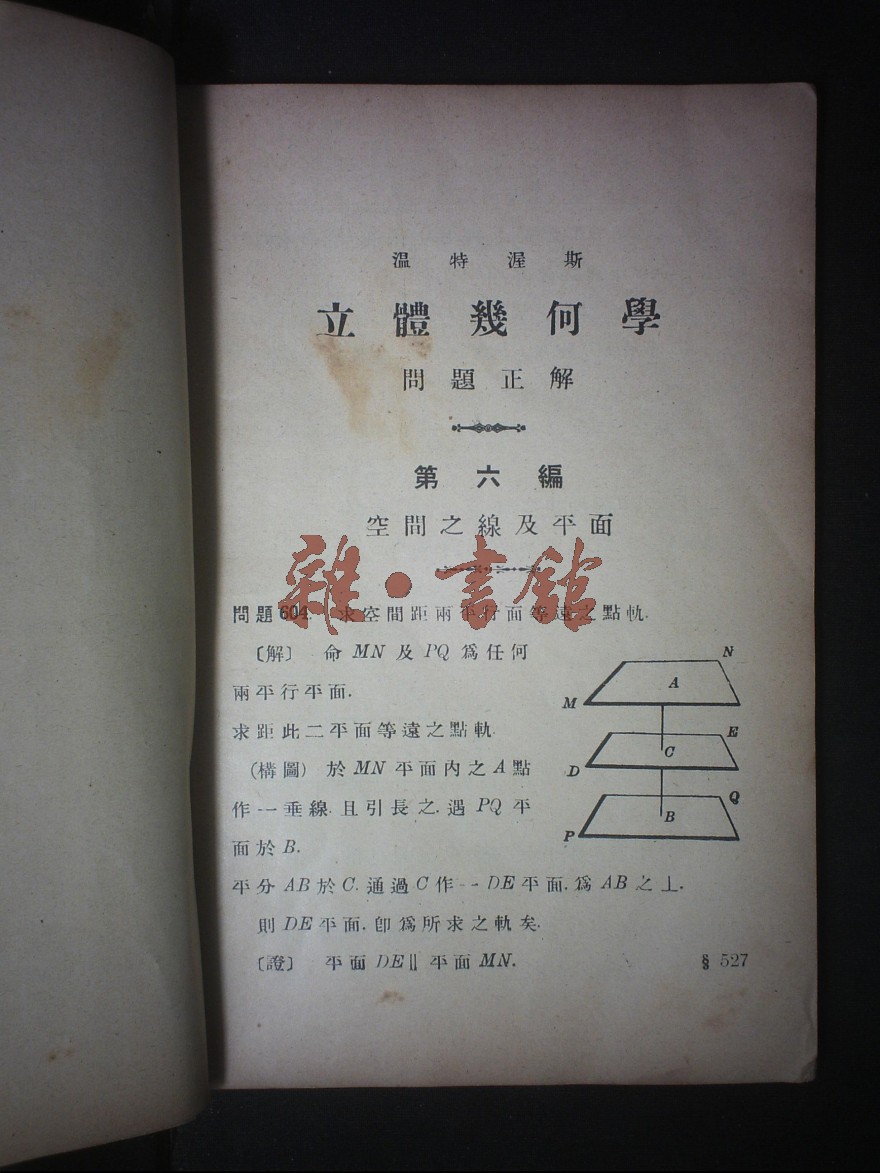 温特渥斯
立體幾何學
問題正解
第六編
空間之線及平面
雜·書館
問題604. 求空間距兩平行面等遠之點軌.
〔解〕 命 MN 及 PQ 爲任何
兩平行平面.
求距此二平面等遠之點軌.
(構圖) 於 MN 平面內之 A 點
作一垂線.且引長之.遇 PQ 平
面於 B.
平分 AB 於 C.通過 C 作一 DE 平面.爲 AB 之 ⊥.
則 DE 平面.卽爲所求之軌矣.
〔證〕 平面 DE ∥ 平面 MN. § 527
N
A
M
E
C
D
Q
B
P